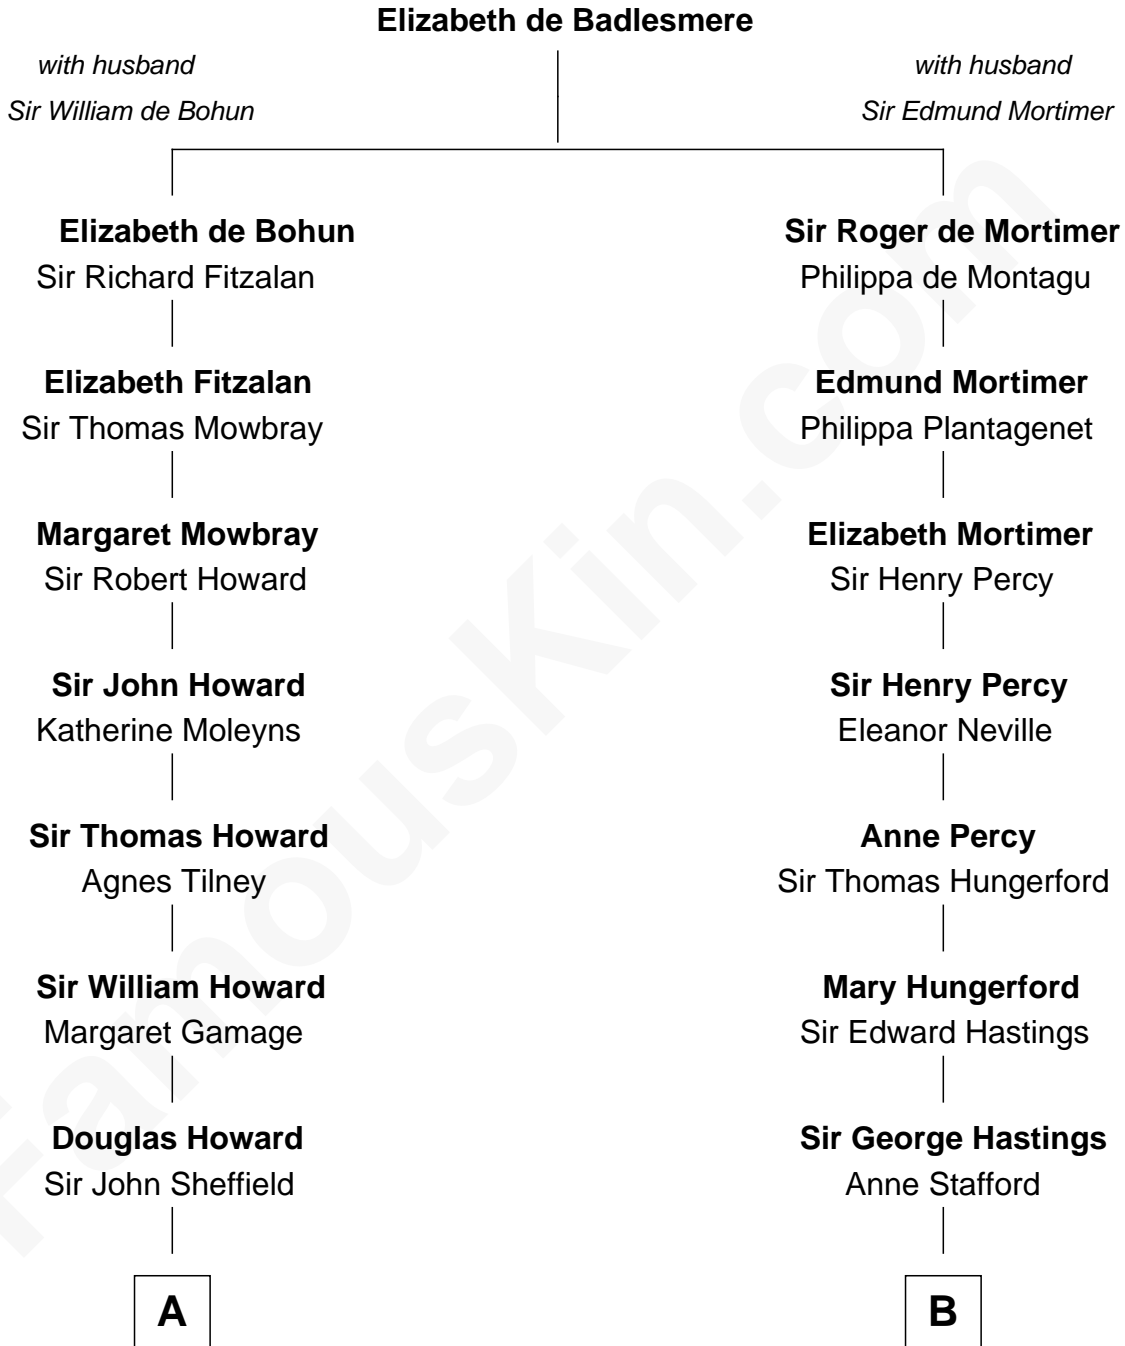 Elizabeth de Badlesmere
with husband
Sir William de Bohun
with husband
Sir Edmund Mortimer
Elizabeth de Bohun
Sir Richard Fitzalan
Sir Roger de Mortimer
Philippa de Montagu
Elizabeth Fitzalan
Sir Thomas Mowbray
Edmund Mortimer
Philippa Plantagenet
Margaret Mowbray
Sir Robert Howard
Elizabeth Mortimer
Sir Henry Percy
Sir John Howard
Katherine Moleyns
Sir Henry Percy
Eleanor Neville
Sir Thomas Howard
Agnes Tilney
Anne Percy
Sir Thomas Hungerford
Sir William Howard
Margaret Gamage
Mary Hungerford
Sir Edward Hastings
Douglas Howard
Sir John Sheffield
Sir George Hastings
Anne Stafford
A
B
FamousKin.com